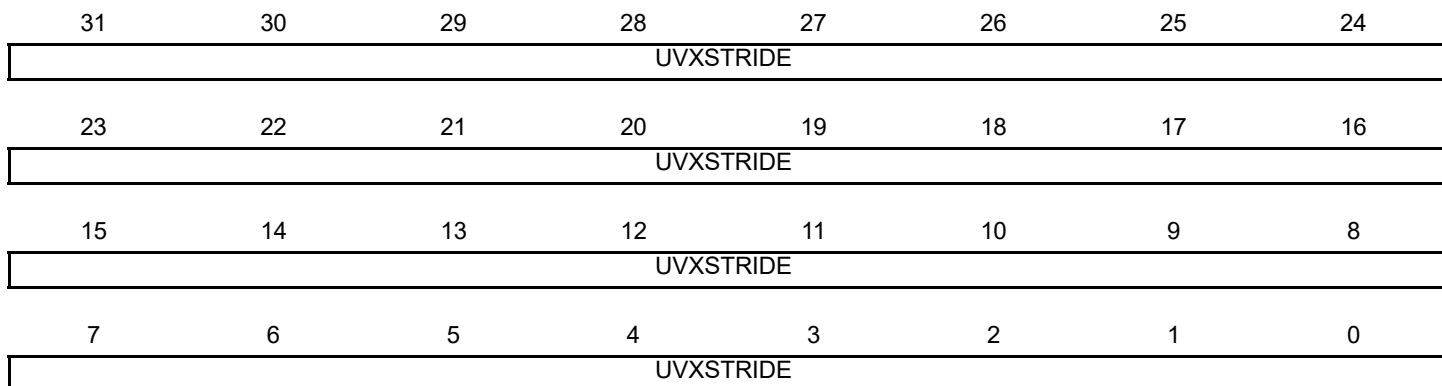 31 30 29 28 27 26 25 24
UVXSTRIDE
23 22 21 20 19 18 17 16
UVXSTRIDE
15 14 13 12 11 10 9 8
UVXSTRIDE
7 6 5 4 3 2 1 0
UVXSTRIDE